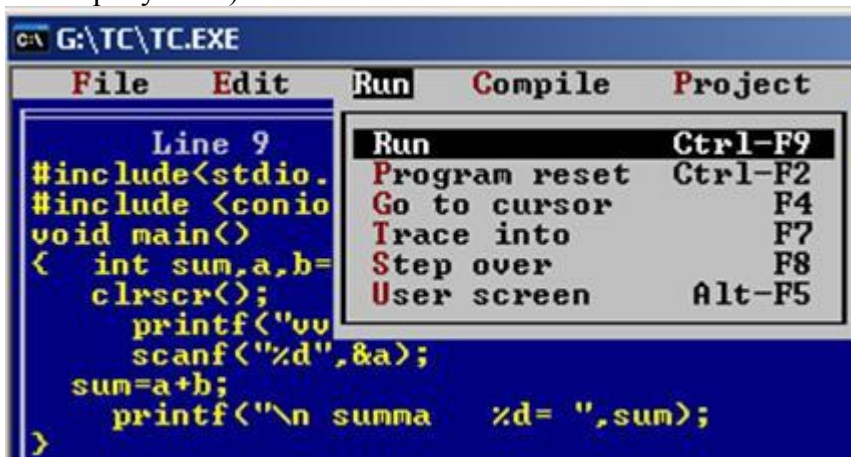 G:\TC\TC.EXE
File Edit Run Compile Project
Line 9
Run Ctrl-F9
Program reset Ctrl-F2
Go to cursor F4
Trace into F7
Step over F8
User screen Alt-F5
#include<stdio.
#include <conio
void main()
{ int sum,a,b=
clrscr();
printf("vv
scanf("%d",&a);
sum=a+b;
printf("\n summa %d= ",sum);
}